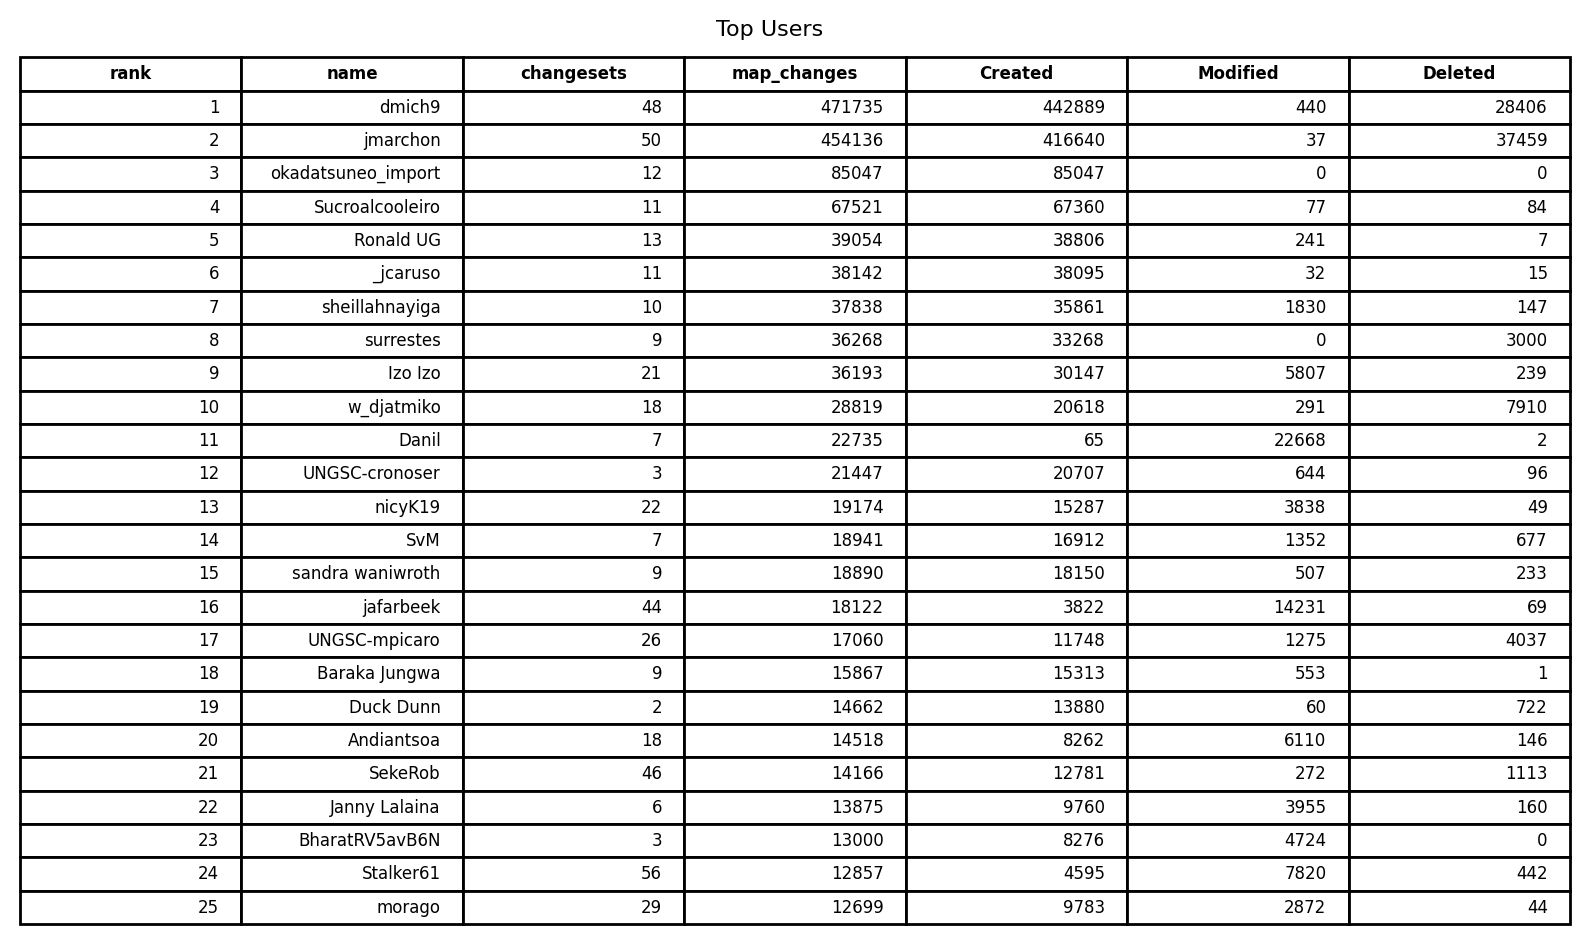 Top Users
rank name changesets map_changes Created Modified Deleted
1 dmich9 48 471735 442889 440 28406
2 jmarchon 50 454136 416640 37 37459
3 okadatsuneo_import 12 85047 85047 0 0
4 Sucroalcooleiro 11 67521 67360 77 84
5 Ronald UG 13 39054 38806 241 7
6 _jcaruso 11 38142 38095 32 15
7 sheillahnayiga 10 37838 35861 1830 147
8 surrestes 9 36268 33268 0 3000
9 Izo Izo 21 36193 30147 5807 239
10 w_djatmiko 18 28819 20618 291 7910
11 Danil 7 22735 65 22668 2
12 UNGSC-cronoser 3 21447 20707 644 96
13 nicyK19 22 19174 15287 3838 49
14 SvM 7 18941 16912 1352 677
15 sandra waniwroth 9 18890 18150 507 233
16 jafarbeek 44 18122 3822 14231 69
17 UNGSC-mpicaro 26 17060 11748 1275 4037
18 Baraka Jungwa 9 15867 15313 553 1
19 Duck Dunn 2 14662 13880 60 722
20 Andiantsoa 18 14518 8262 6110 146
21 SekeRob 46 14166 12781 272 1113
22 Janny Lalaina 6 13875 9760 3955 160
23 BharatRV5avB6N 3 13000 8276 4724 0
24 Stalker61 56 12857 4595 7820 442
25 morago 29 12699 9783 2872 44